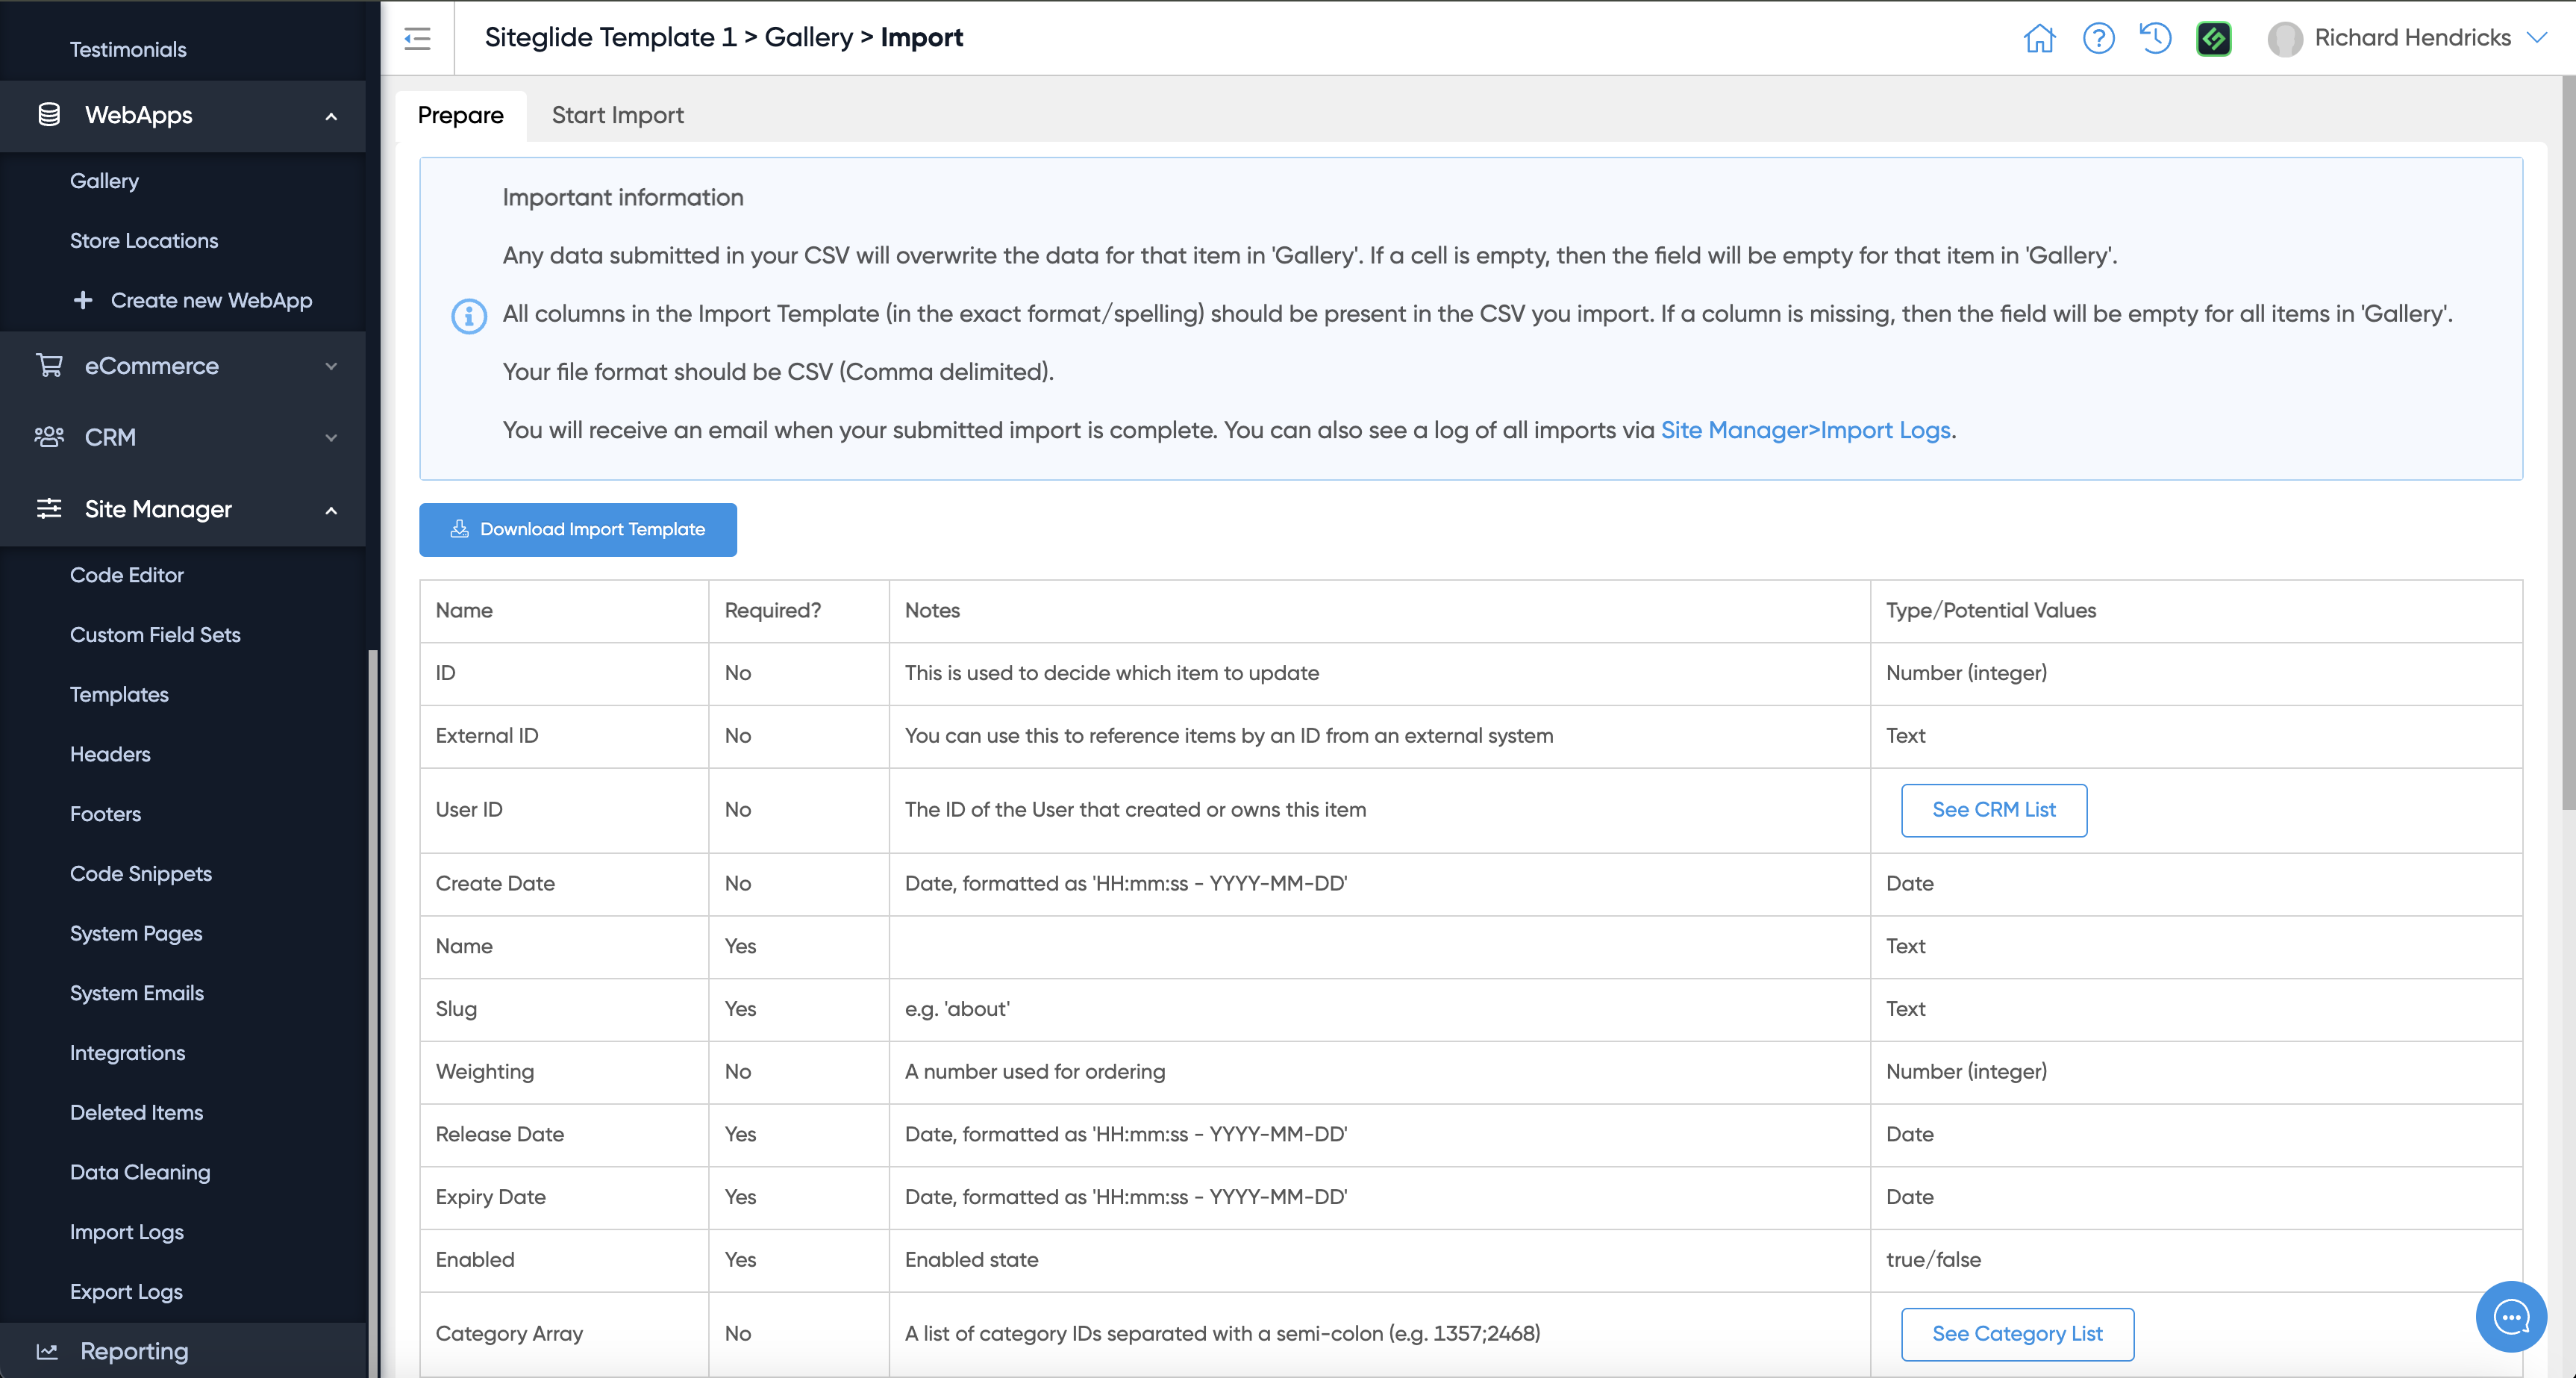 Testimonials
WebApps
Gallery
Store Locations
Create new WebApp
eCommerce
CRM
Site Manager
Code Editor
Custom Field Sets
Templates
Headers
Footers
Code Snippets
System Pages
System Emails
Integrations
Deleted Items
Data Cleaning
Import Logs
Export Logs
Reporting
Siteglide Template 1 > Gallery > Import
Richard Hendricks
Prepare Start Import
Important information
Any data submitted in your CSV will overwrite the data for that item in 'Gallery'. If a cell is empty, then the field will be empty for that item in 'Gallery'.
All columns in the Import Template (in the exact format/spelling) should be present in the CSV you import. If a column is missing, then the field will be empty for all items in 'Gallery'.
Your file format should be CSV (Comma delimited).
You will receive an email when your submitted import is complete. You can also see a log of all imports via Site Manager>Import Logs.
Download Import Template
Name Required? Notes Type/Potential Values
ID No This is used to decide which item to update Number (integer)
External ID No You can use this to reference items by an ID from an external system Text
User ID No The ID of the User that created or owns this item See CRM List
Create Date No Date, formatted as 'HH:mm:ss - YYYY-MM-DD' Date
Name Yes Text
Slug Yes e.g. 'about' Text
Weighting No A number used for ordering Number (integer)
Release Date Yes Date, formatted as 'HH:mm:ss - YYYY-MM-DD' Date
Expiry Date Yes Date, formatted as 'HH:mm:ss - YYYY-MM-DD' Date
Enabled Yes Enabled state true/false
Category Array No A list of category IDs separated with a semi-colon (e.g. 1357;2468) See Category List